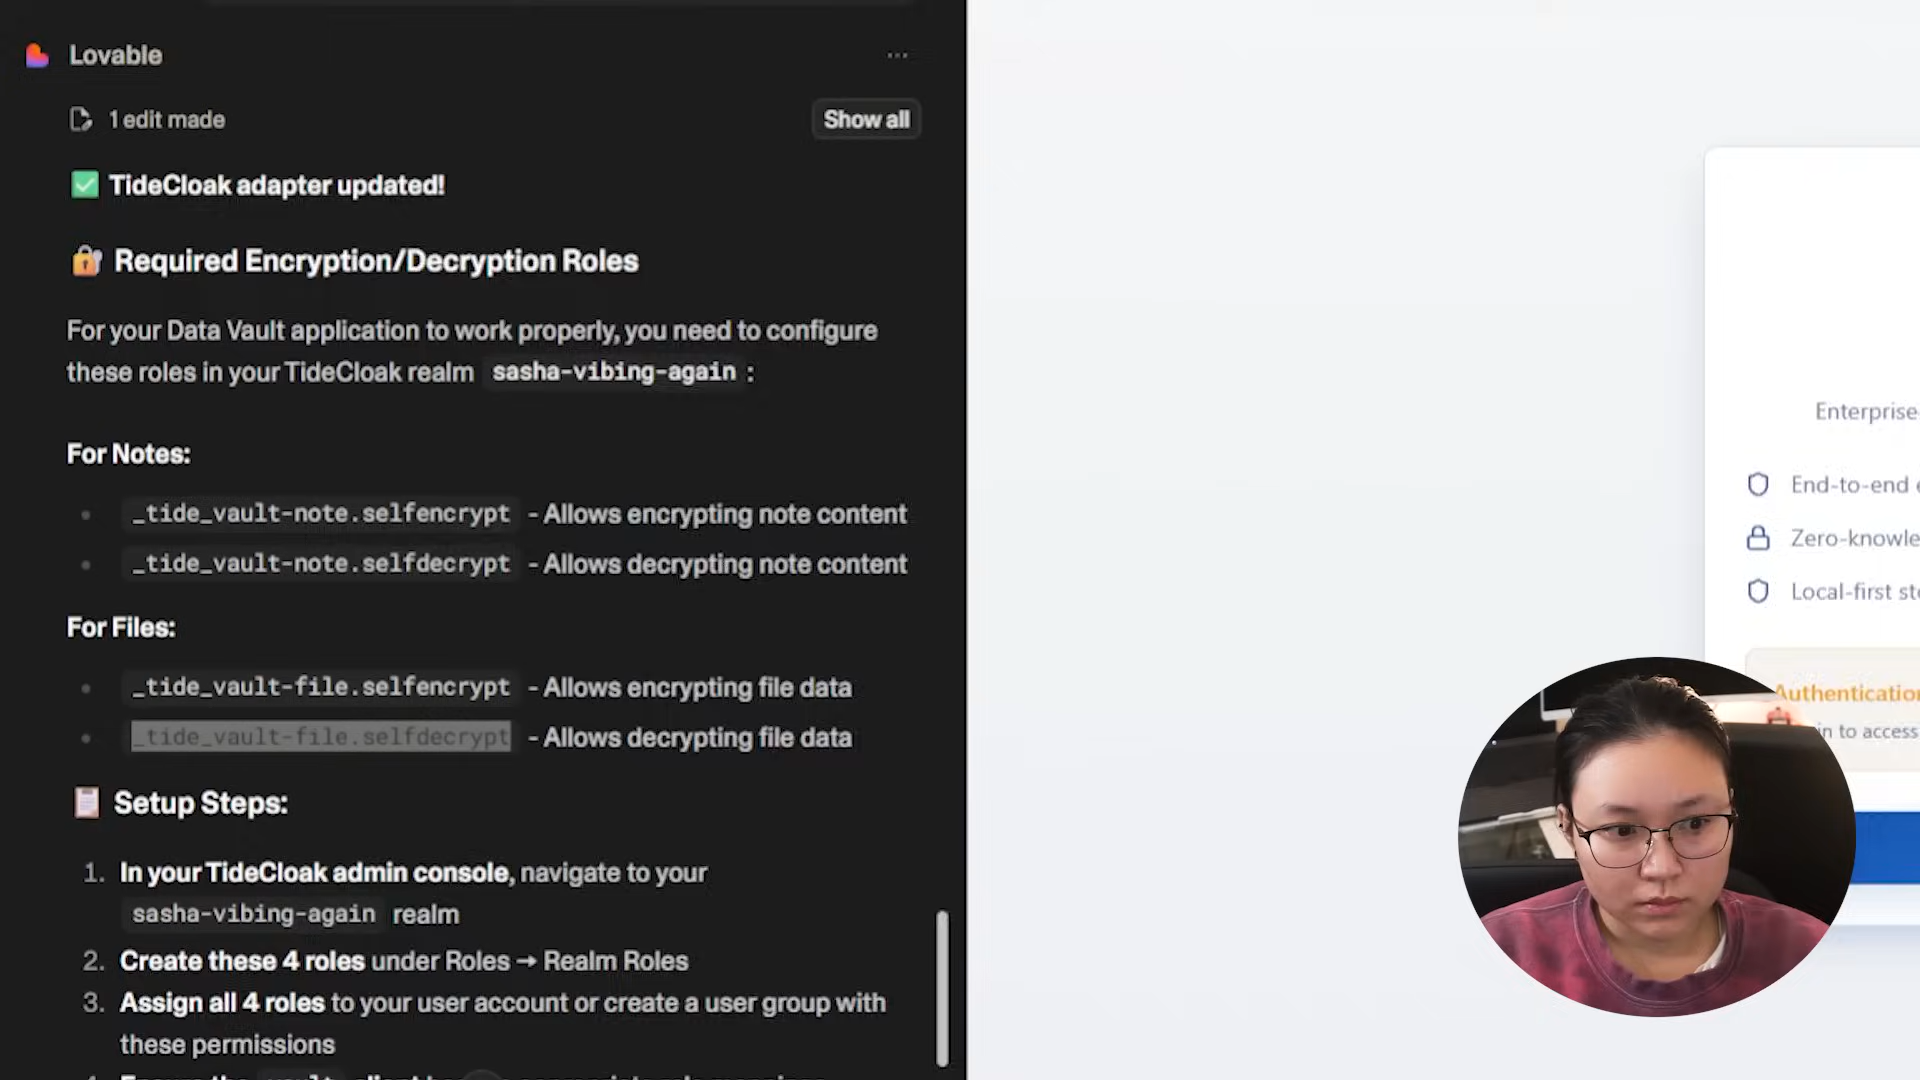 Lovable
1 edit made
Show all
TideCloak adapter updated!
Required Encryption/Decryption Roles
For your Data Vault application to work properly, you need to configure
these roles in your TideCloak realm sasha-vibing-again :
For Notes:
_tide_vault-note.selfencrypt - Allows encrypting note content
_tide_vault-note.selfdecrypt - Allows decrypting note content
For Files:
_tide_vault-file.selfencrypt - Allows encrypting file data
_tide_vault-file.selfdecrypt - Allows decrypting file data
Setup Steps:
1. In your TideCloak admin console, navigate to your
sasha-vibing-again realm
2. Create these 4 roles under Roles → Realm Roles
3. Assign all 4 roles to your user account or create a user group with
these permissions
Enterprise-
End-to-end
Zero-knowle
Local-first st
Authentication
in to access